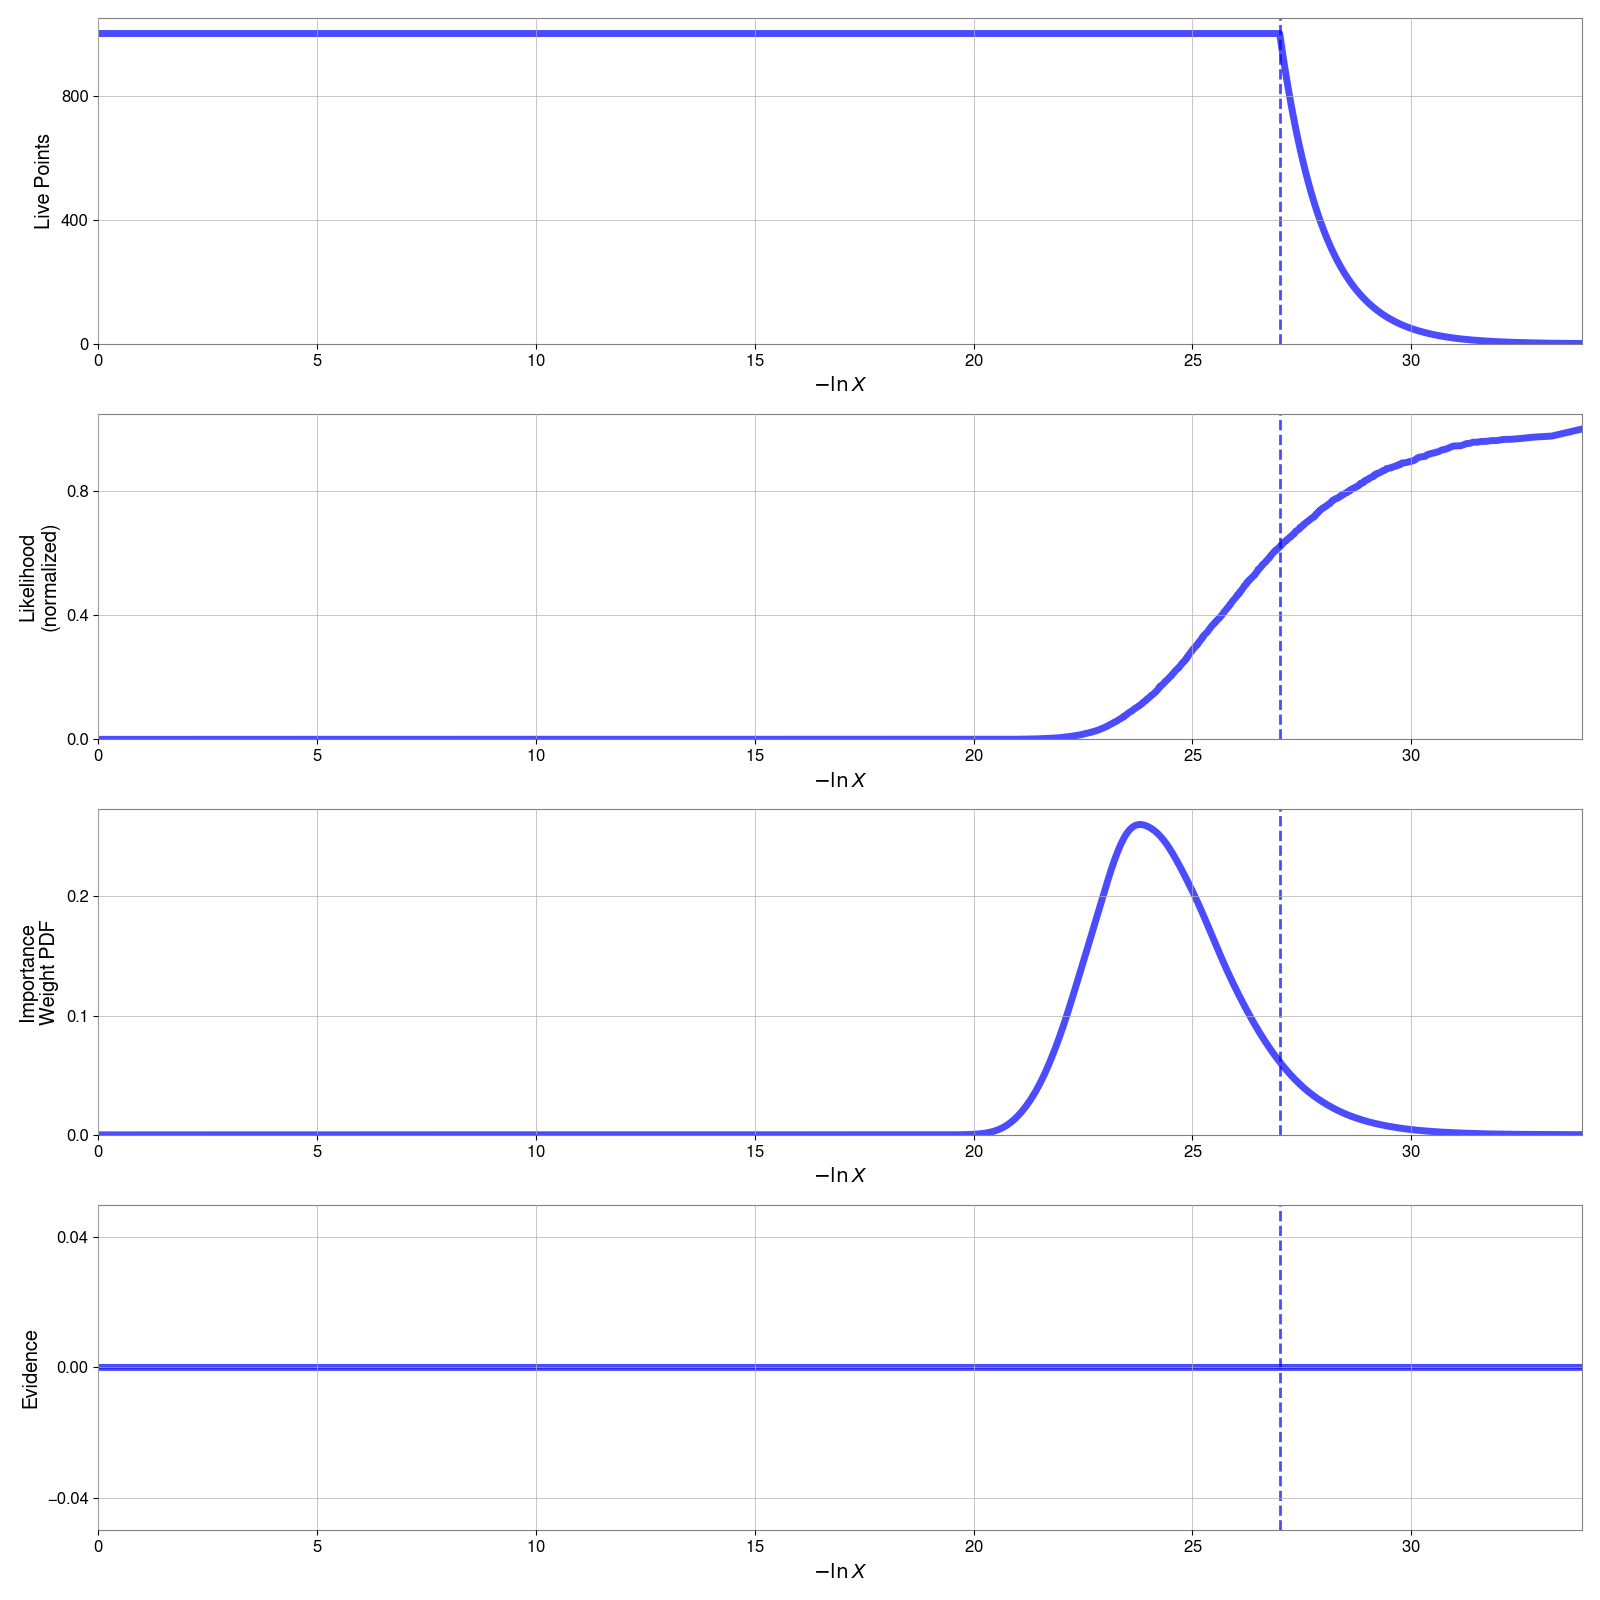 Live Points
800
400
0
0 5 10 15 20 25 30
−ln X
Likelihood
(normalized)
0.8
0.4
0.0
0 5 10 15 20 25 30
−ln X
Importance
Weight PDF
0.2
0.1
0.0
0 5 10 15 20 25 30
−ln X
Evidence
0.04
0.00
−0.04
0 5 10 15 20 25 30
−ln X